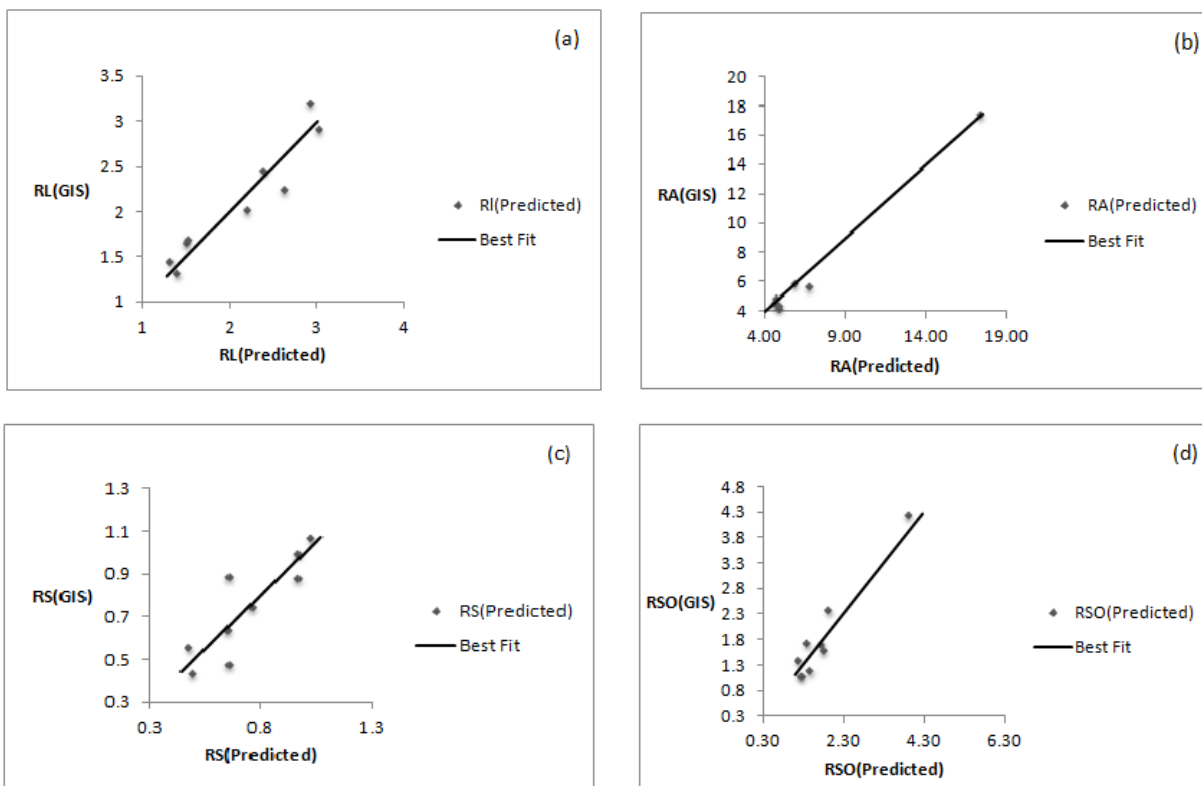 (a)
3.5
3
2.5
2
1.5
1
RL(GIS)
1 2 3 4
RL(Predicted)
Rl(Predicted)
Best Fit
(b)
20
18
16
14
12
10
8
6
4
RA(GIS)
4.00 9.00 14.00 19.00
RA(Predicted)
RA(Predicted)
Best Fit
(c)
1.3
1.1
0.9
0.7
0.5
0.3
RS(GIS)
0.3 0.8 1.3
RS(Predicted)
RS(Predicted)
Best Fit
(d)
4.8
4.3
3.8
3.3
2.8
2.3
1.8
1.3
0.8
0.3
RSO(GIS)
0.30 2.30 4.30 6.30
RSO(Predicted)
RSO(Predicted)
Best Fit